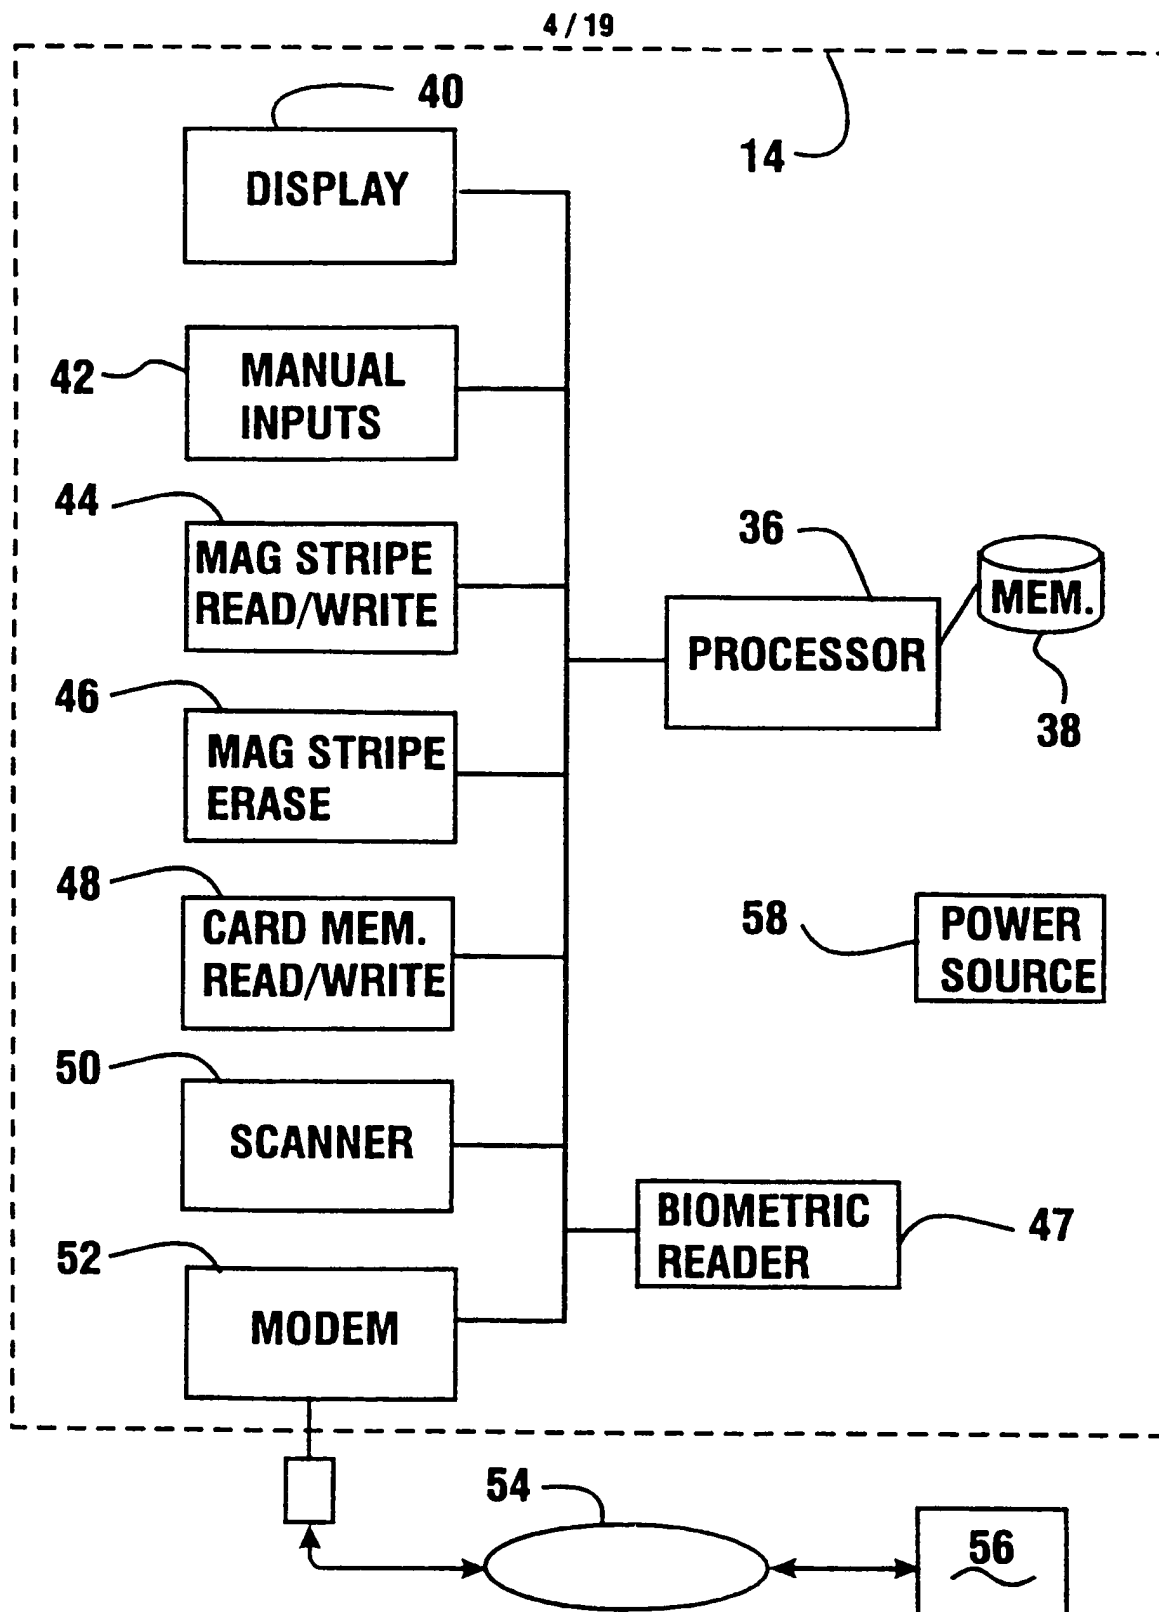 4 / 19
40
DISPLAY
14
42
MANUAL
INPUTS
44
MAG STRIPE
READ/WRITE
36
PROCESSOR
MEM.
38
46
MAG STRIPE
ERASE
48
CARD MEM.
READ/WRITE
58
POWER
SOURCE
50
SCANNER
BIOMETRIC
READER
47
52
MODEM
54
56